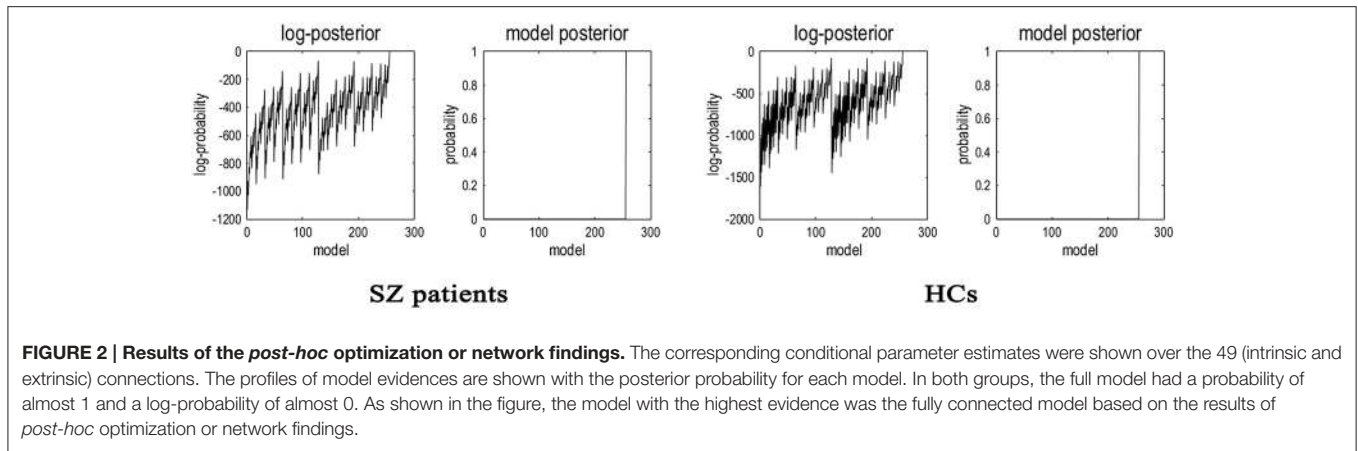 log-posterior
model posterior
log-posterior
model posterior
0
-200
-400
-600
-800
-1000
-1200
log-probability
0 100 200 300
model
1
0.8
0.6
0.4
0.2
0
probability
0 100 200 300
model
0
-500
-1000
-1500
-2000
log-probability
0 100 200 300
model
1
0.8
0.6
0.4
0.2
0
probability
0 100 200 300
model
SZ patients
HCs
FIGURE 2 | Results of the post-hoc optimization or network findings. The corresponding conditional parameter estimates were shown over the 49 (intrinsic and
extrinsic) connections. The profiles of model evidences are shown with the posterior probability for each model. In both groups, the full model had a probability of
almost 1 and a log-probability of almost 0. As shown in the figure, the model with the highest evidence was the fully connected model based on the results of
post-hoc optimization or network findings.